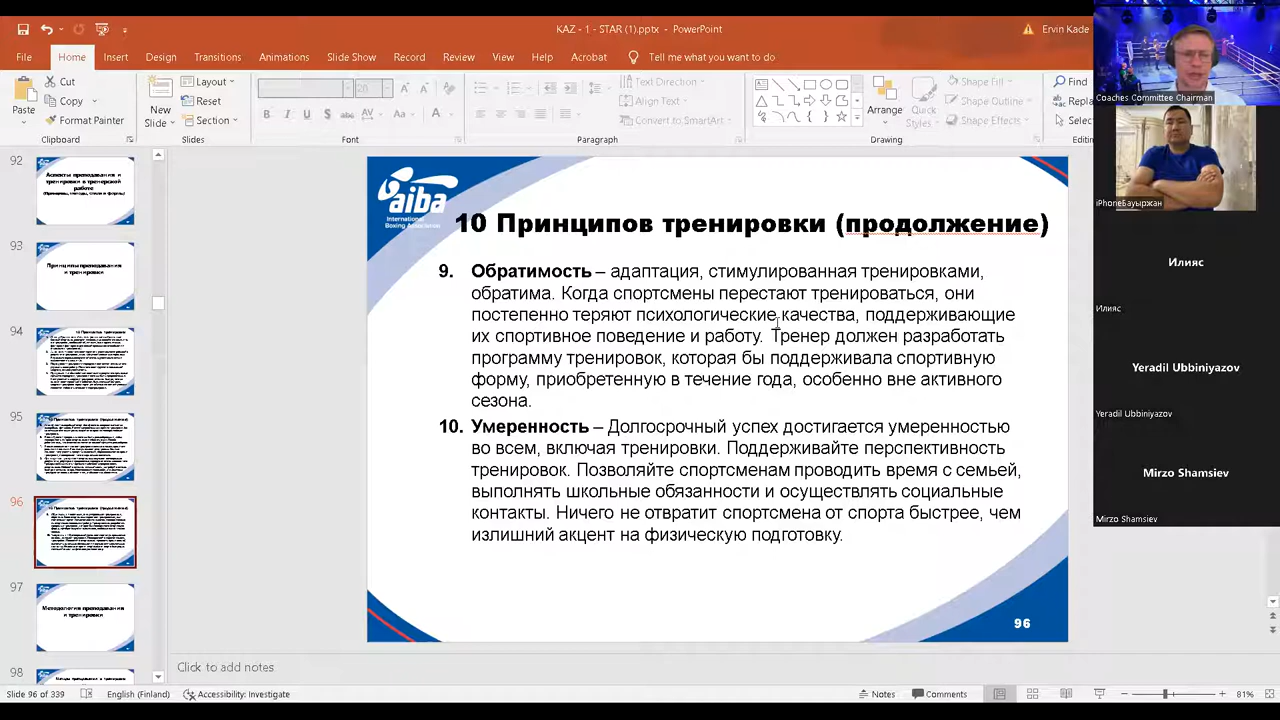 KAZ - 1 - STAR (1).pptx - PowerPoint
Ervin Kade
File Home Insert Design Transitions Animations Slide Show Record Review View Help Acrobat Tell me what you want to do
Paste
Cut
Copy
Format Painter
Clipboard
New Slide
Layout
Reset
Section
Slides
20
Font
Text Direction
Align Text
Convert to SmartArt
Paragraph
Arrange
Quick Styles
Shape Fill
Shape Outline
Shape Effects
Drawing
Find
Repla
Selec
Editin
92
Аспекты преподавания и
тренировки в тренерской
работе
93
Принципы преподавания
и тренировки
94
95
96
97
Методология преподавания
и тренировки
98
aiba
International
Boxing Association
10 Принципов тренировки (продолжение)
9. Обратимость – адаптация, стимулированная тренировками,
обратима. Когда спортсмены перестают тренироваться, они
постепенно теряют психологические качества, поддерживающие
их спортивное поведение и работу. Тренер должен разработать
программу тренировок, которая бы поддерживала спортивную
форму, приобретенную в течение года, особенно вне активного
сезона.
10. Умеренность – Долгосрочный успех достигается умеренностью
во всем, включая тренировки. Поддерживайте перспективность
тренировок. Позволяйте спортсменам проводить время с семьей,
выполнять школьные обязанности и осуществлять социальные
контакты. Ничего не отвратит спортсмена от спорта быстрее, чем
излишний акцент на физическую подготовку.
96
Click to add notes
Slide 96 of 339 English (Finland) Accessibility: Investigate Notes Comments 81%
Coaches Committee Chairman
iPhoneБауыржан
Илияс
Илияс
Yeradil Ubbiniyazov
Yeradil Ubbiniyazov
Mirzo Shamsiev
Mirzo Shamsiev